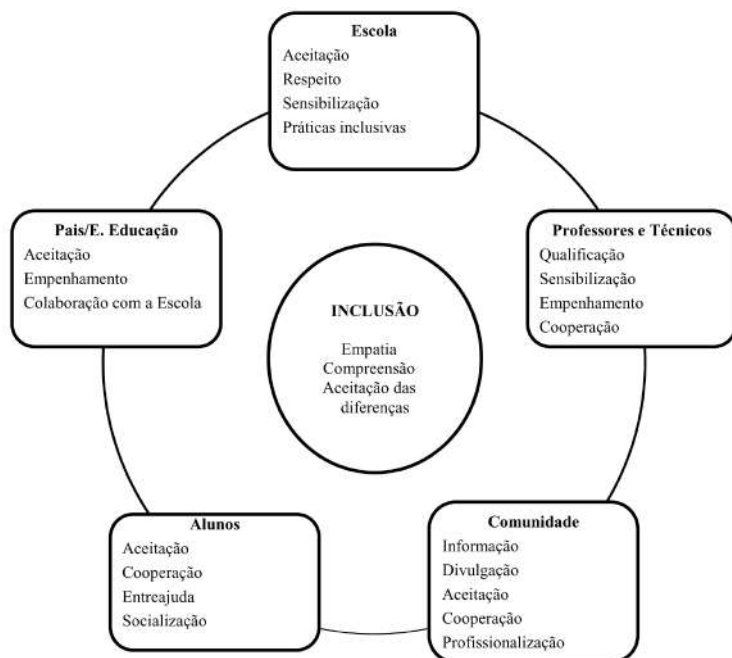 Escola
Aceitação
Respeito
Sensibilização
Práticas inclusivas
Pais/E. Educação
Aceitação
Empenhamento
Colaboração com a Escola
Professores e Técnicos
Qualificação
Sensibilização
Empenhamento
Cooperação
INCLUSÃO
Empatia
Compreensão
Aceitação das
diferenças
Alunos
Aceitação
Cooperação
Entreajuda
Socialização
Comunidade
Informação
Divulgação
Aceitação
Cooperação
Profissionalização